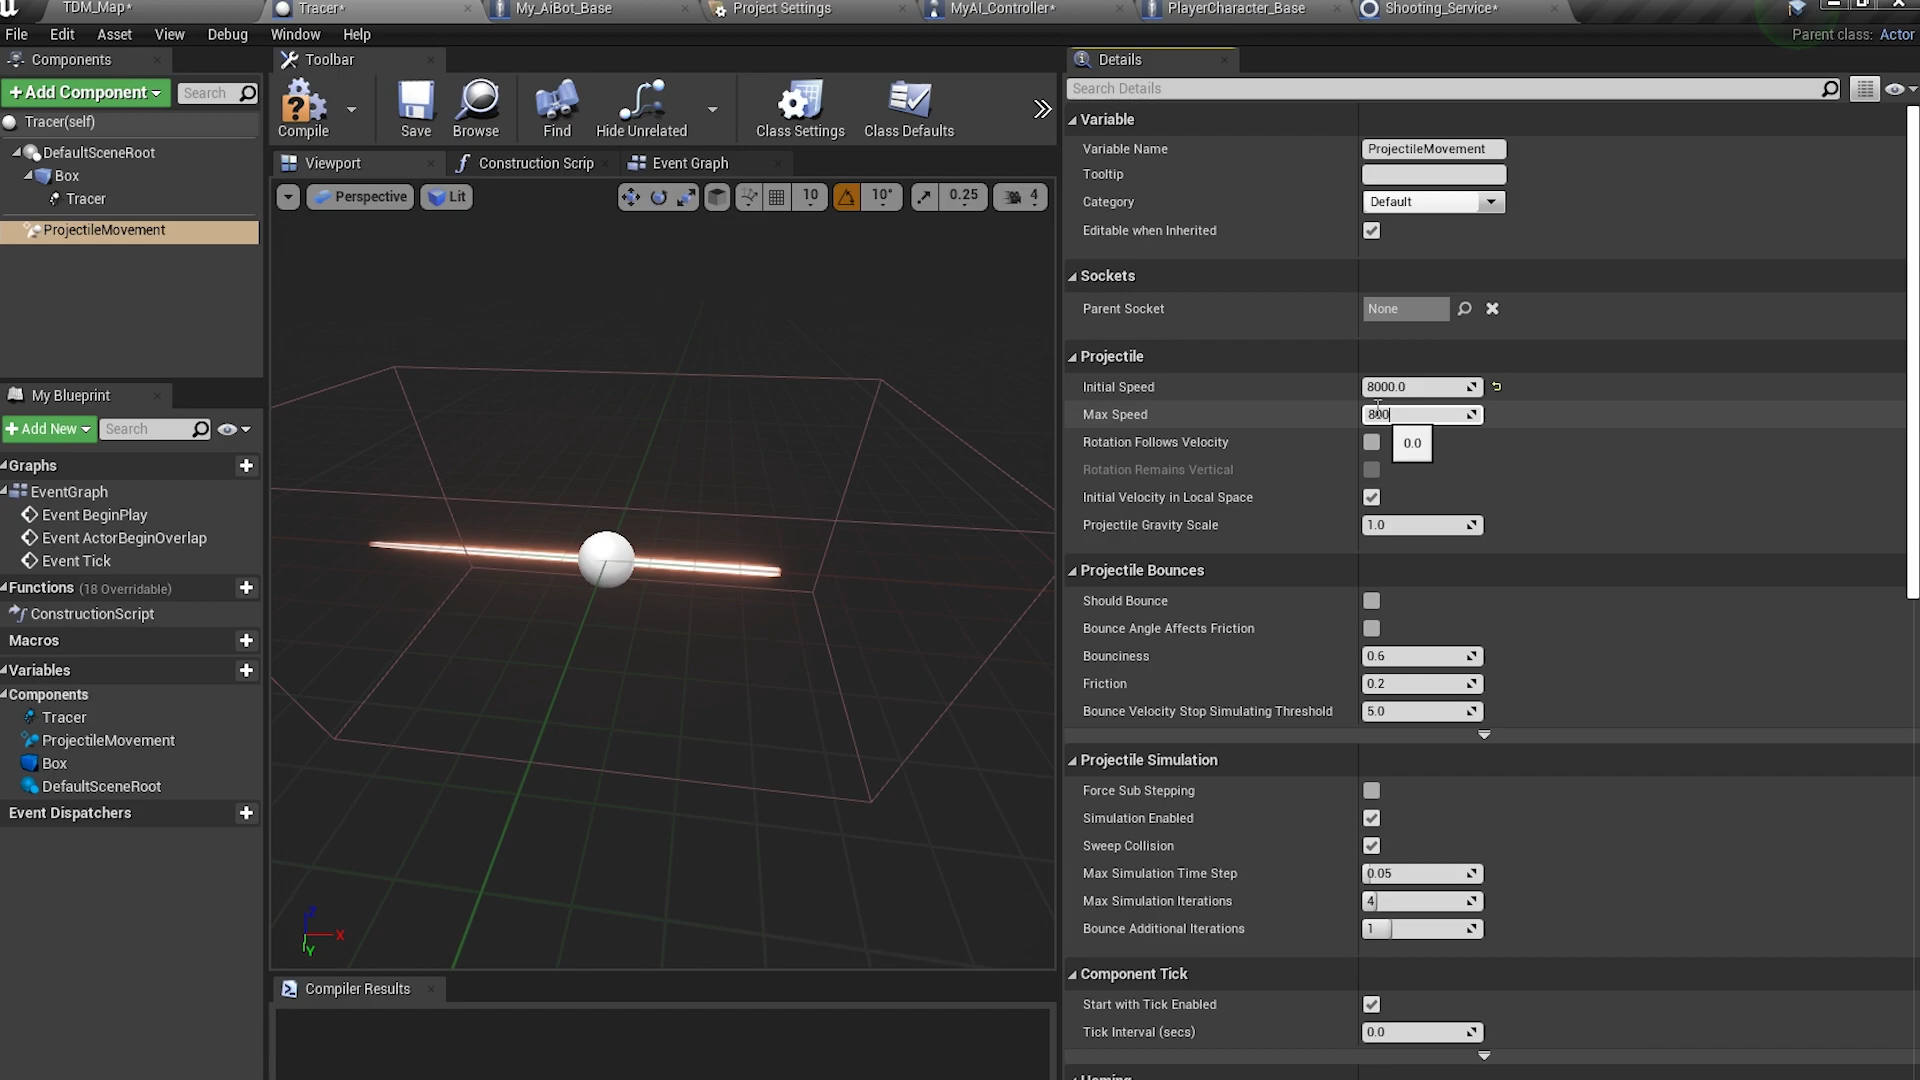 TDM_Map*
Tracer*
My_AiBot_Base
Project Settings
MyAI_Controller*
PlayerCharacter_Base
Shooting_Service*
File
Edit
Asset
View
Debug
Window
Help
Parent class: Actor
Components
Add Component
Search
Tracer(self)
DefaultSceneRoot
Box
Tracer
ProjectileMovement
My Blueprint
Add New
Search
Graphs
EventGraph
Event BeginPlay
Event ActorBeginOverlap
Event Tick
Functions (18 Overridable)
ConstructionScript
Macros
Variables
Components
Tracer
ProjectileMovement
Box
DefaultSceneRoot
Event Dispatchers
Toolbar
Compile
Save
Browse
Find
Hide Unrelated
Class Settings
Class Defaults
Viewport
Construction Scrip
Event Graph
Perspective
Lit
10
10°
0.25
4
Z
X
Y
Compiler Results
Details
Search Details
Variable
Variable Name
ProjectileMovement
Tooltip
Category
Default
Editable when Inherited
Sockets
Parent Socket
None
Projectile
Initial Speed
8000.0
Max Speed
800
0.0
Rotation Follows Velocity
Rotation Remains Vertical
Initial Velocity in Local Space
Projectile Gravity Scale
1.0
Projectile Bounces
Should Bounce
Bounce Angle Affects Friction
Bounciness
0.6
Friction
0.2
Bounce Velocity Stop Simulating Threshold
5.0
Projectile Simulation
Force Sub Stepping
Simulation Enabled
Sweep Collision
Max Simulation Time Step
0.05
Max Simulation Iterations
4
Bounce Additional Iterations
1
Component Tick
Start with Tick Enabled
Tick Interval (secs)
0.0